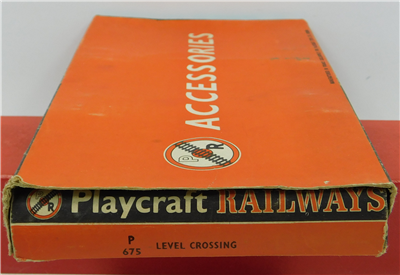 ACCESSORIES
P R
Playcraft RAILWAYS
R
P
675 LEVEL CROSSING